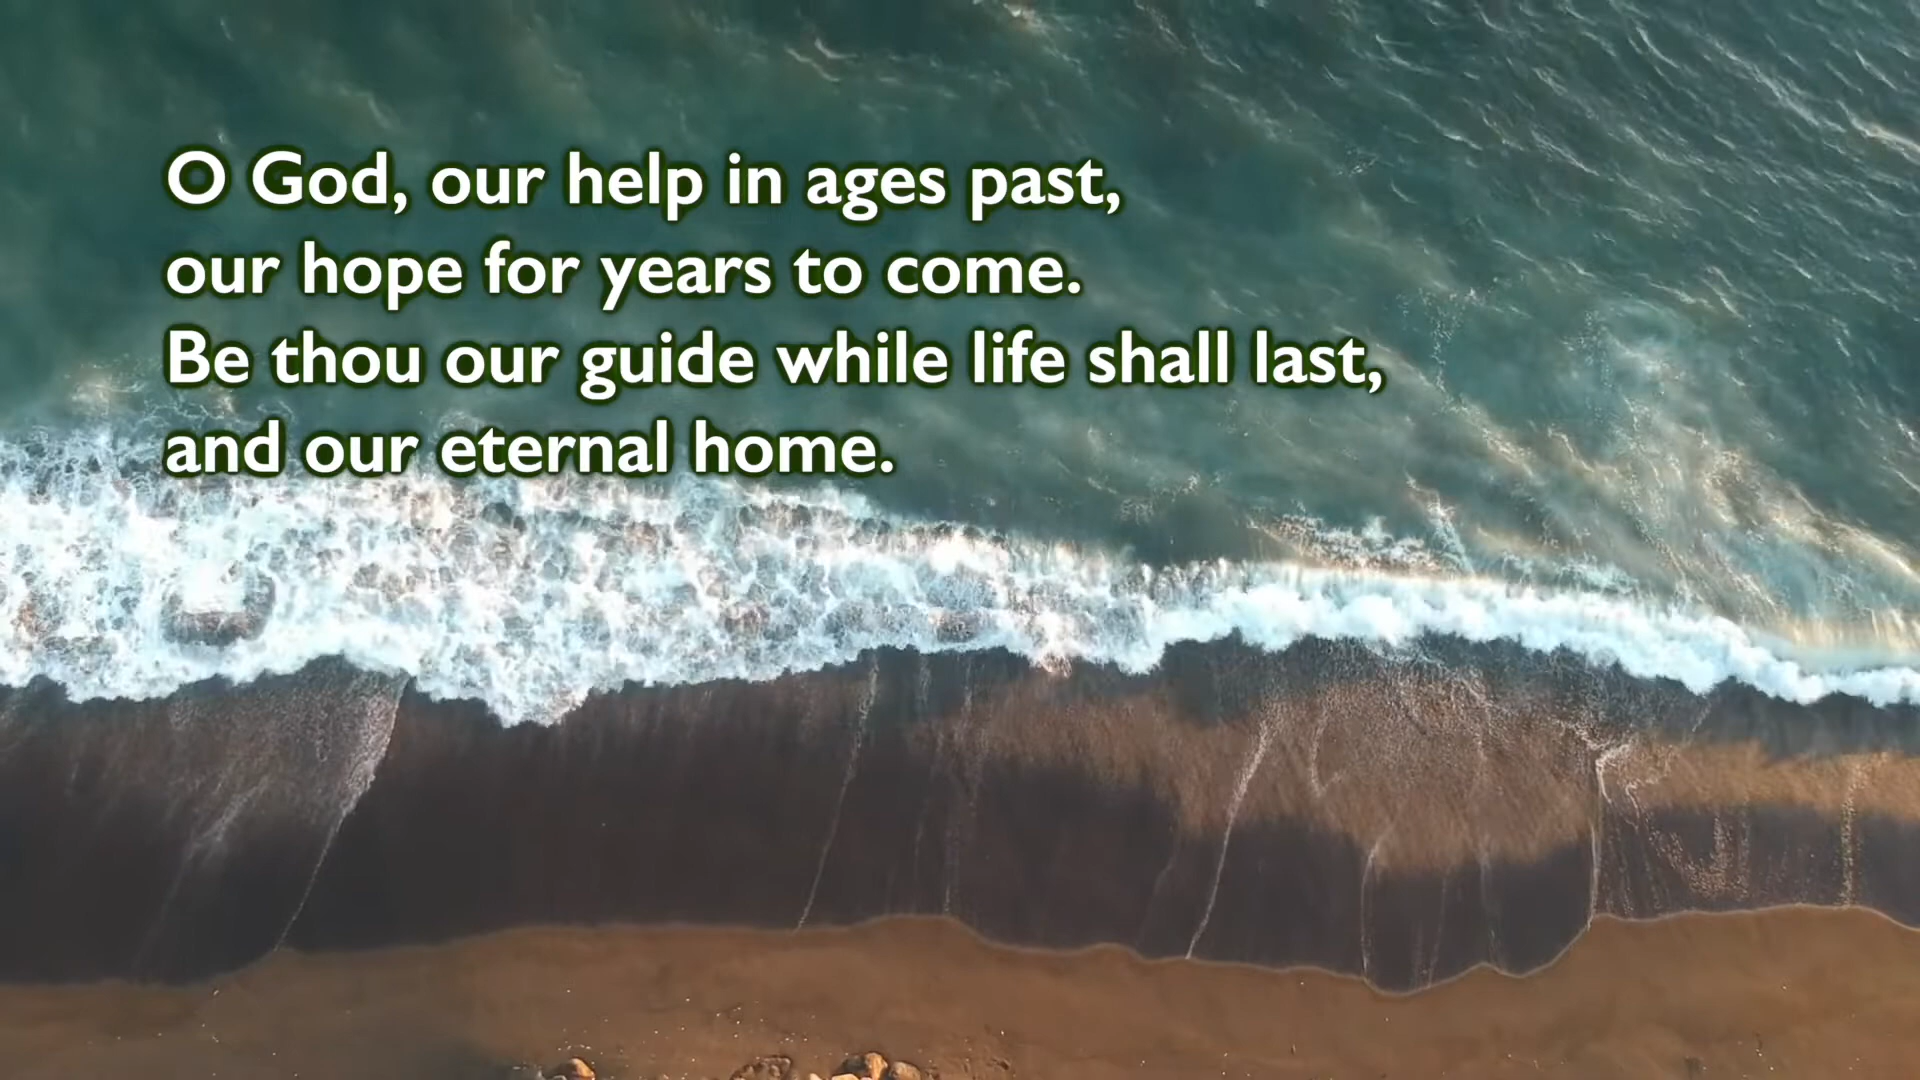 O God, our help in ages past,
our hope for years to come.
Be thou our guide while life shall last,
and our eternal home.